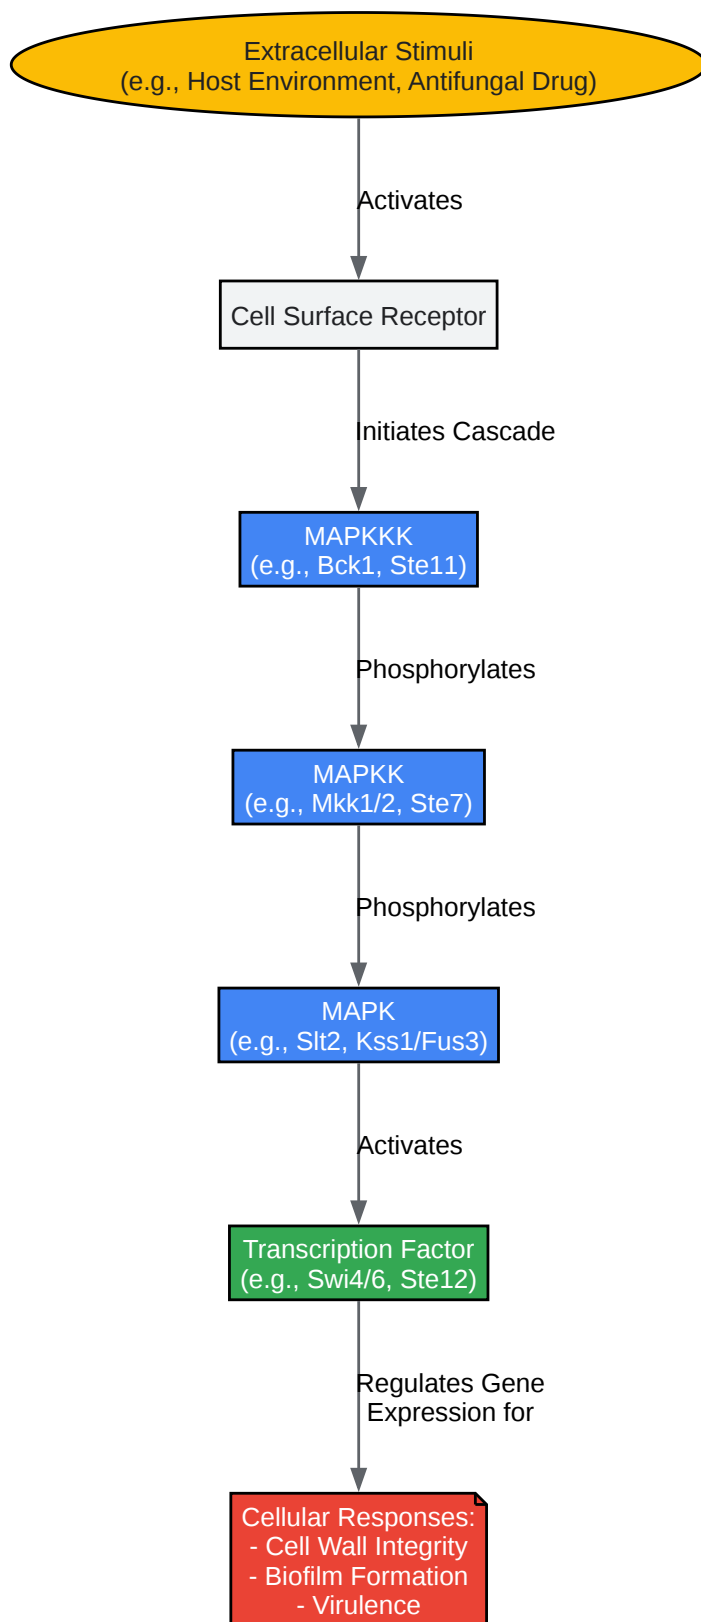 Extracellular Stimuli
(e.g., Host Environment, Antifungal Drug)
Activates
Cell Surface Receptor
Initiates Cascade
MAPKKK
(e.g., Bck1, Ste11)
Phosphorylates
MAPKK
(e.g., Mkk1/2, Ste7)
Phosphorylates
MAPK
(e.g., Slt2, Kss1/Fus3)
Activates
Transcription Factor
(e.g., Swi4/6, Ste12)
Regulates Gene
Expression for
Cellular Responses:
- Cell Wall Integrity
- Biofilm Formation
- Virulence